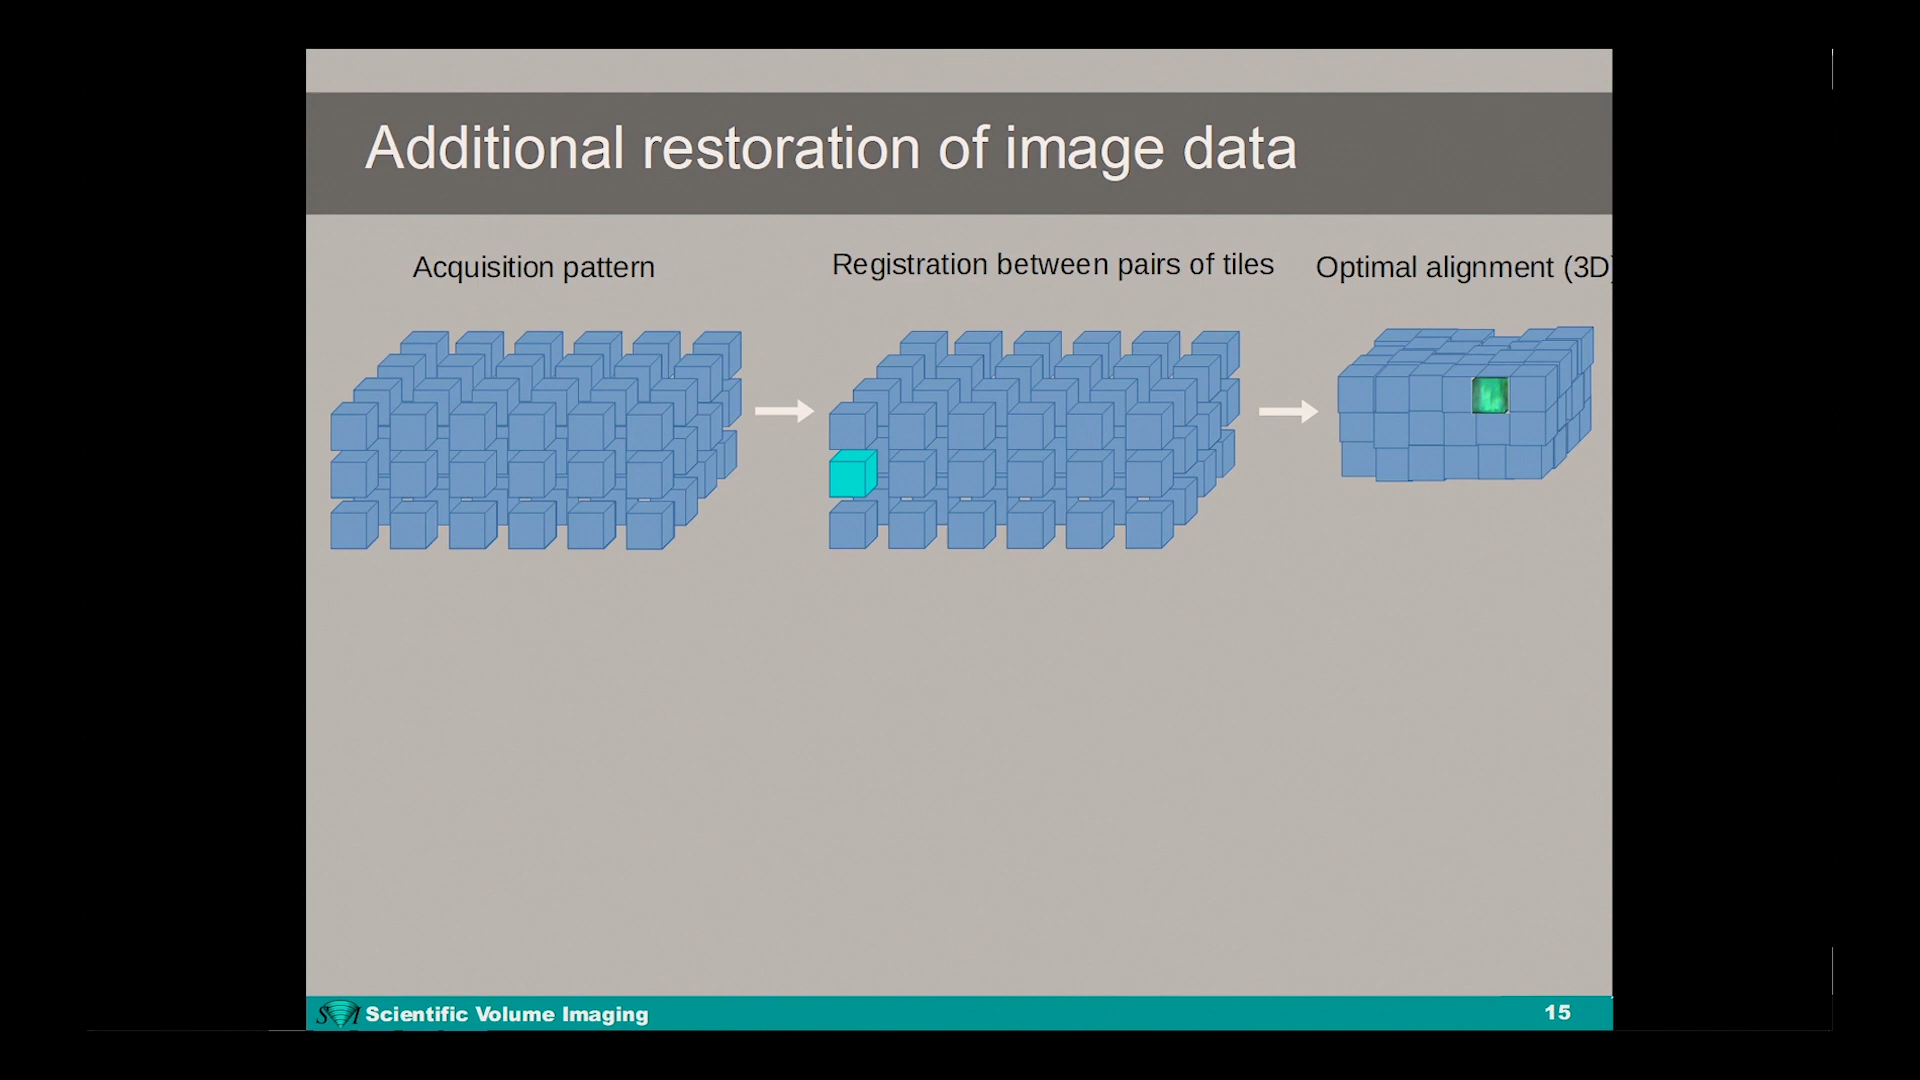 Additional restoration of image data
Acquisition pattern
Registration between pairs of tiles
Optimal alignment (3D)
SVI Scientific Volume Imaging
15